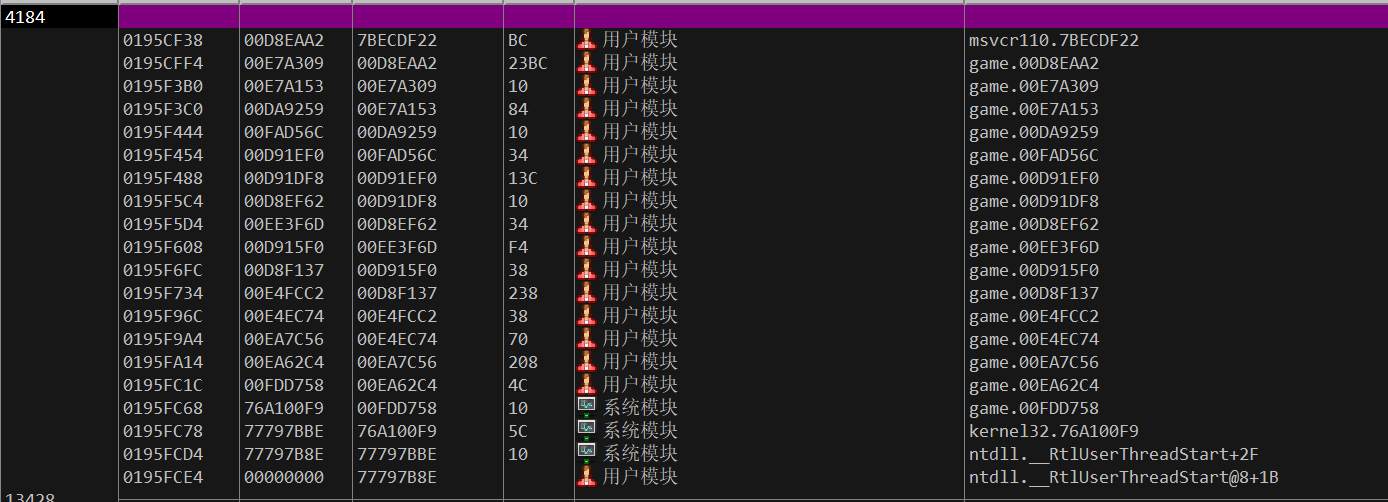 4184
0195CF38 00D8EAA2 7BECDF22 BC 用户模块 msvcr110.7BECDF22
0195CFF4 00E7A309 00D8EAA2 23BC 用户模块 game.00D8EAA2
0195F3B0 00E7A153 00E7A309 10 用户模块 game.00E7A309
0195F3C0 00DA9259 00E7A153 84 用户模块 game.00E7A153
0195F444 00FAD56C 00DA9259 10 用户模块 game.00DA9259
0195F454 00D91EF0 00FAD56C 34 用户模块 game.00FAD56C
0195F488 00D91DF8 00D91EF0 13C 用户模块 game.00D91EF0
0195F5C4 00D8EF62 00D91DF8 10 用户模块 game.00D91DF8
0195F5D4 00EE3F6D 00D8EF62 34 用户模块 game.00D8EF62
0195F608 00D915F0 00EE3F6D F4 用户模块 game.00EE3F6D
0195F6FC 00D8F137 00D915F0 38 用户模块 game.00D915F0
0195F734 00E4FCC2 00D8F137 238 用户模块 game.00D8F137
0195F96C 00E4EC74 00E4FCC2 38 用户模块 game.00E4FCC2
0195F9A4 00EA7C56 00E4EC74 70 用户模块 game.00E4EC74
0195FA14 00EA62C4 00EA7C56 208 用户模块 game.00EA7C56
0195FC1C 00FDD758 00EA62C4 4C 用户模块 game.00EA62C4
0195FC68 76A100F9 00FDD758 10 系统模块 game.00FDD758
0195FC78 77797BBE 76A100F9 5C 系统模块 kernel32.76A100F9
0195FCD4 77797B8E 77797BBE 10 系统模块 ntdll.__RtlUserThreadStart+2F
0195FCE4 00000000 77797B8E 用户模块 ntdll.__RtlUserThreadStart@8+1B
13428